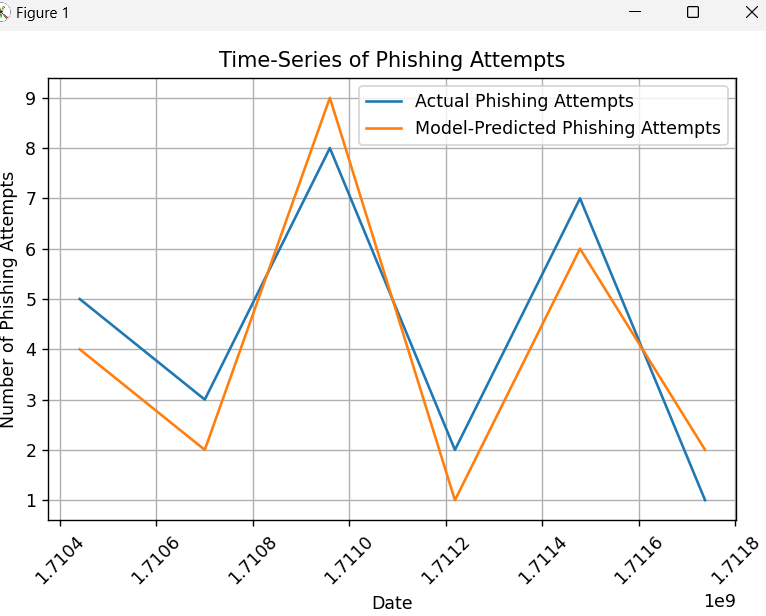 Figure 1
Time-Series of Phishing Attempts
Actual Phishing Attempts
Model-Predicted Phishing Attempts
Number of Phishing Attempts
9
8
7
6
5
4
3
2
1
1.7104
1.7106
1.7108
1.7110
1.7112
1.7114
1.7116
1.7118
1e9
Date